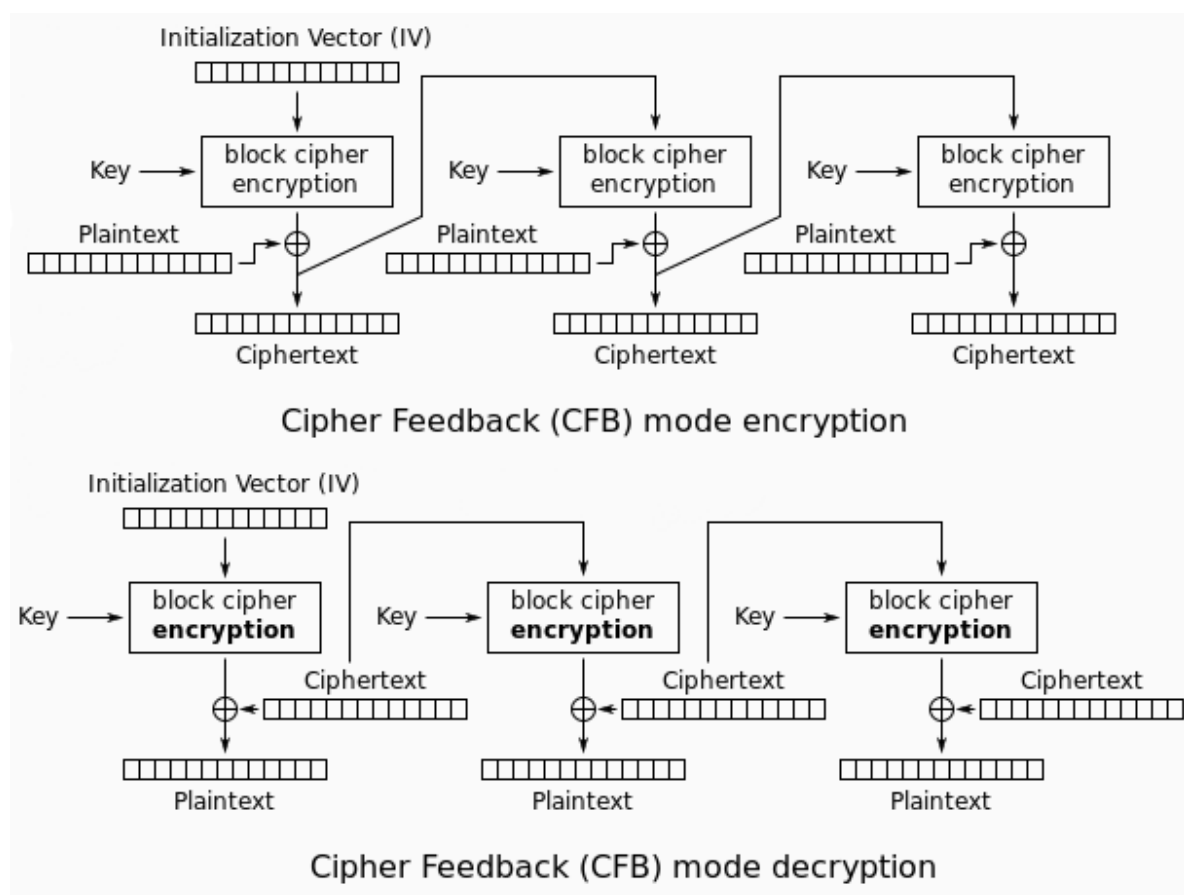 Initialization Vector (IV)
Key
block cipher
encryption
Key
block cipher
encryption
Key
block cipher
encryption
Plaintext
Plaintext
Plaintext
Ciphertext
Ciphertext
Ciphertext
Cipher Feedback (CFB) mode encryption
Initialization Vector (IV)
Key
block cipher
encryption
Key
block cipher
encryption
Key
block cipher
encryption
Ciphertext
Ciphertext
Ciphertext
Plaintext
Plaintext
Plaintext
Cipher Feedback (CFB) mode decryption